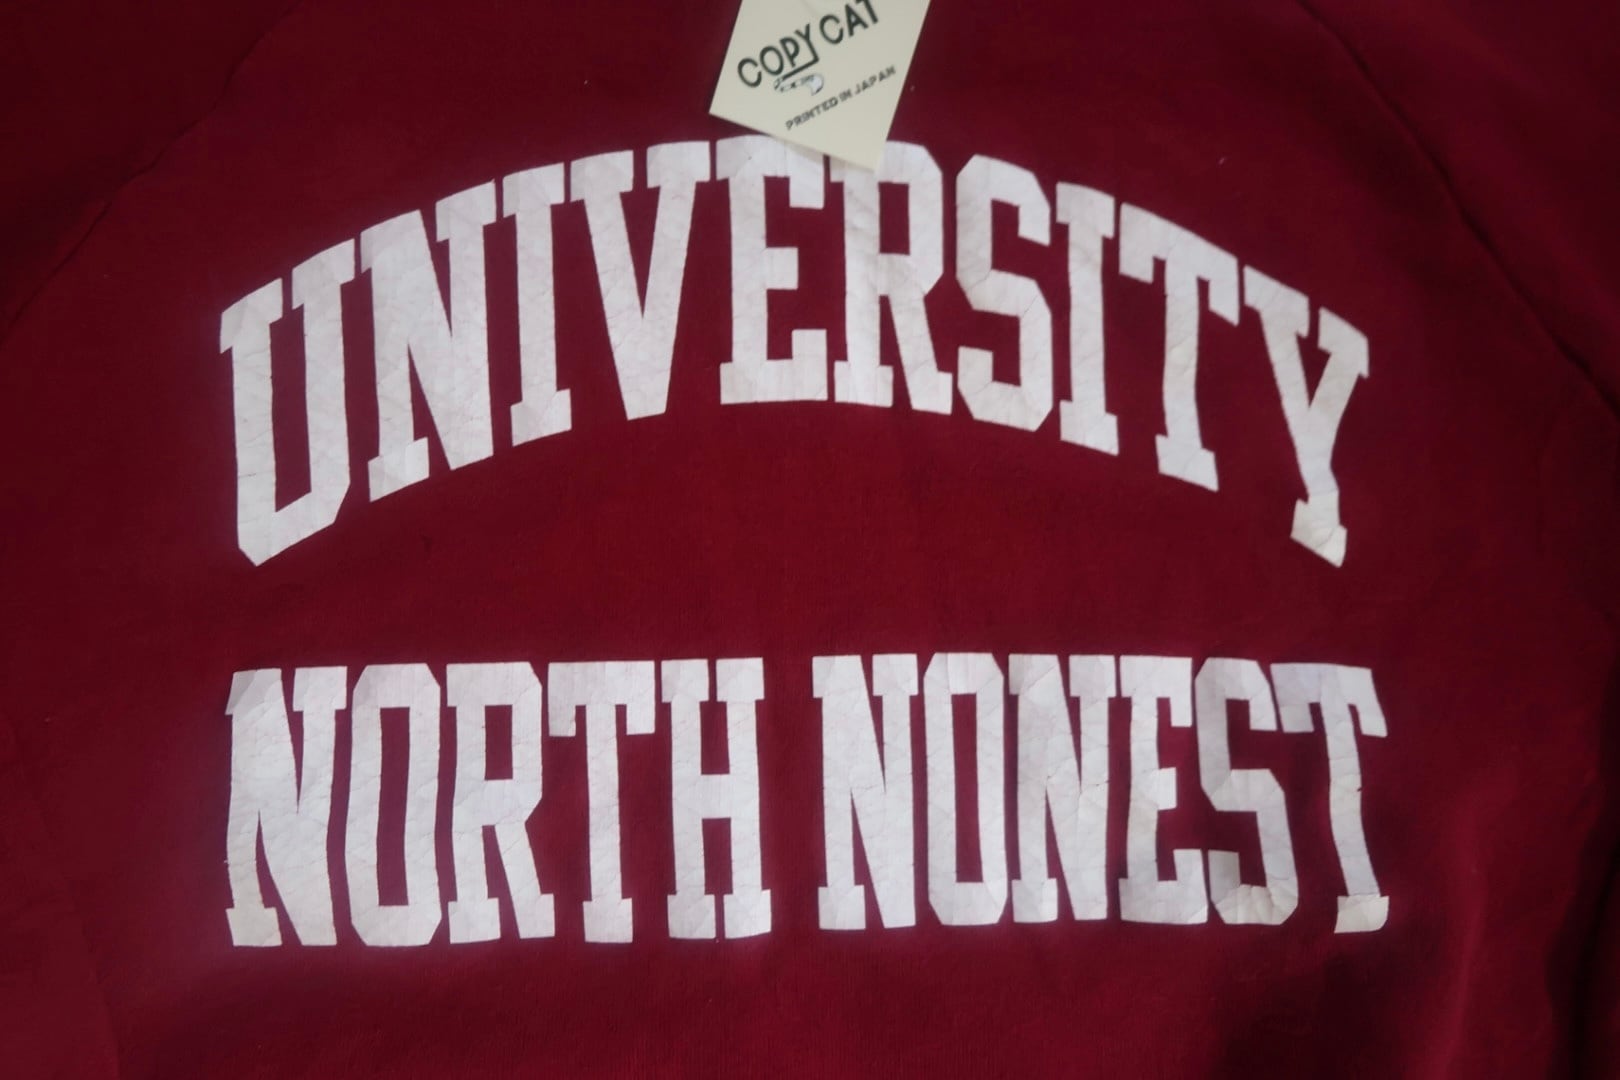 COPY CAT
PRINTED IN JAPAN
UNIVERSITY
NORTH NONEST